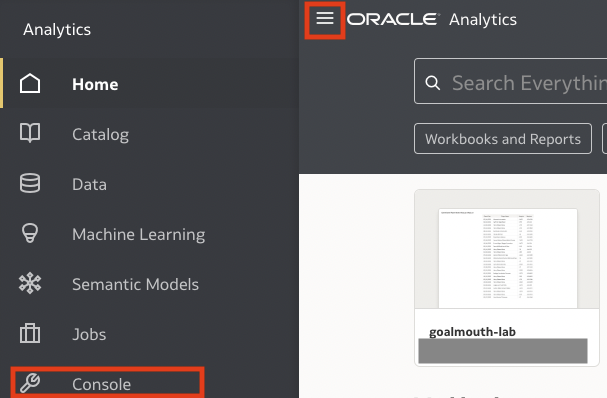 Analytics
Home
Catalog
Data
Machine Learning
Semantic Models
Jobs
Console
ORACLE Analytics
Search Everythin
Workbooks and Reports
goalmouth-lab